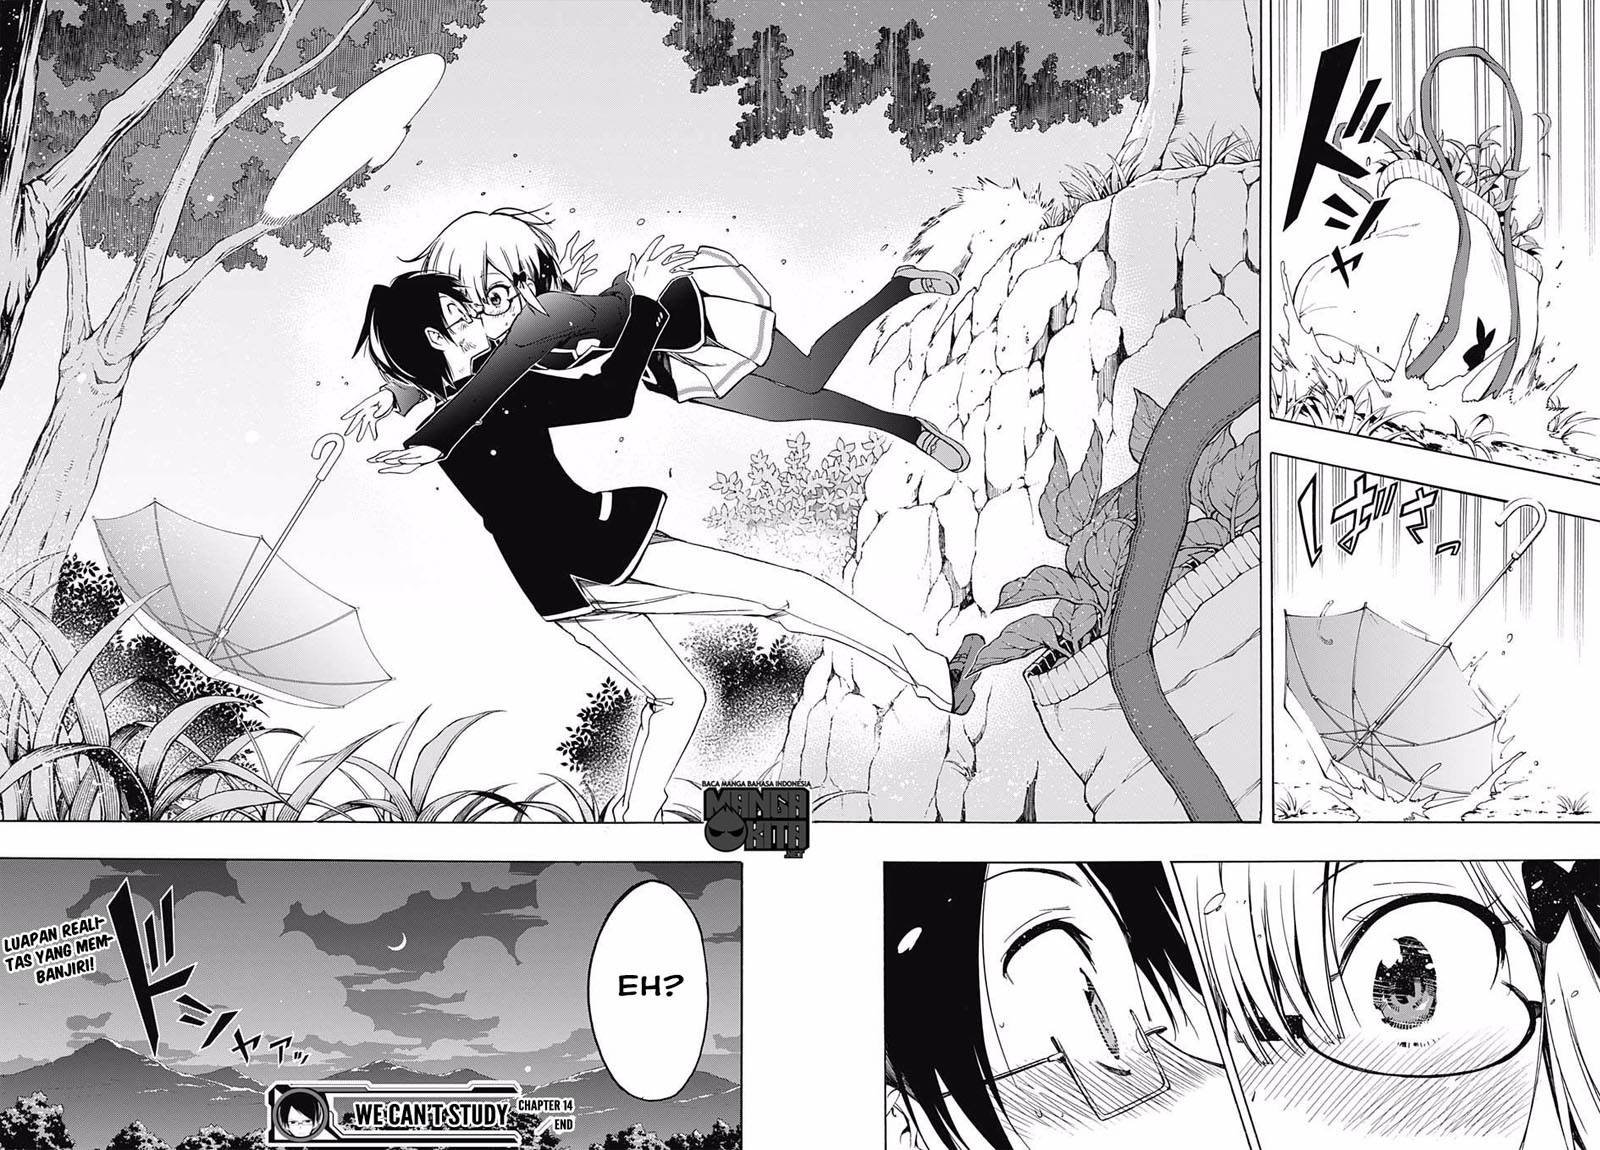 ドシャ
ばさっ
BACA MANGA BAHASA INDONESIA
MANGA
KITA
EH?
LUAPAN REALI-
TAS YANG MEM-
BANJIRI!
ドシャアッ
WE CAN'T STUDY
CHAPTER 14
END